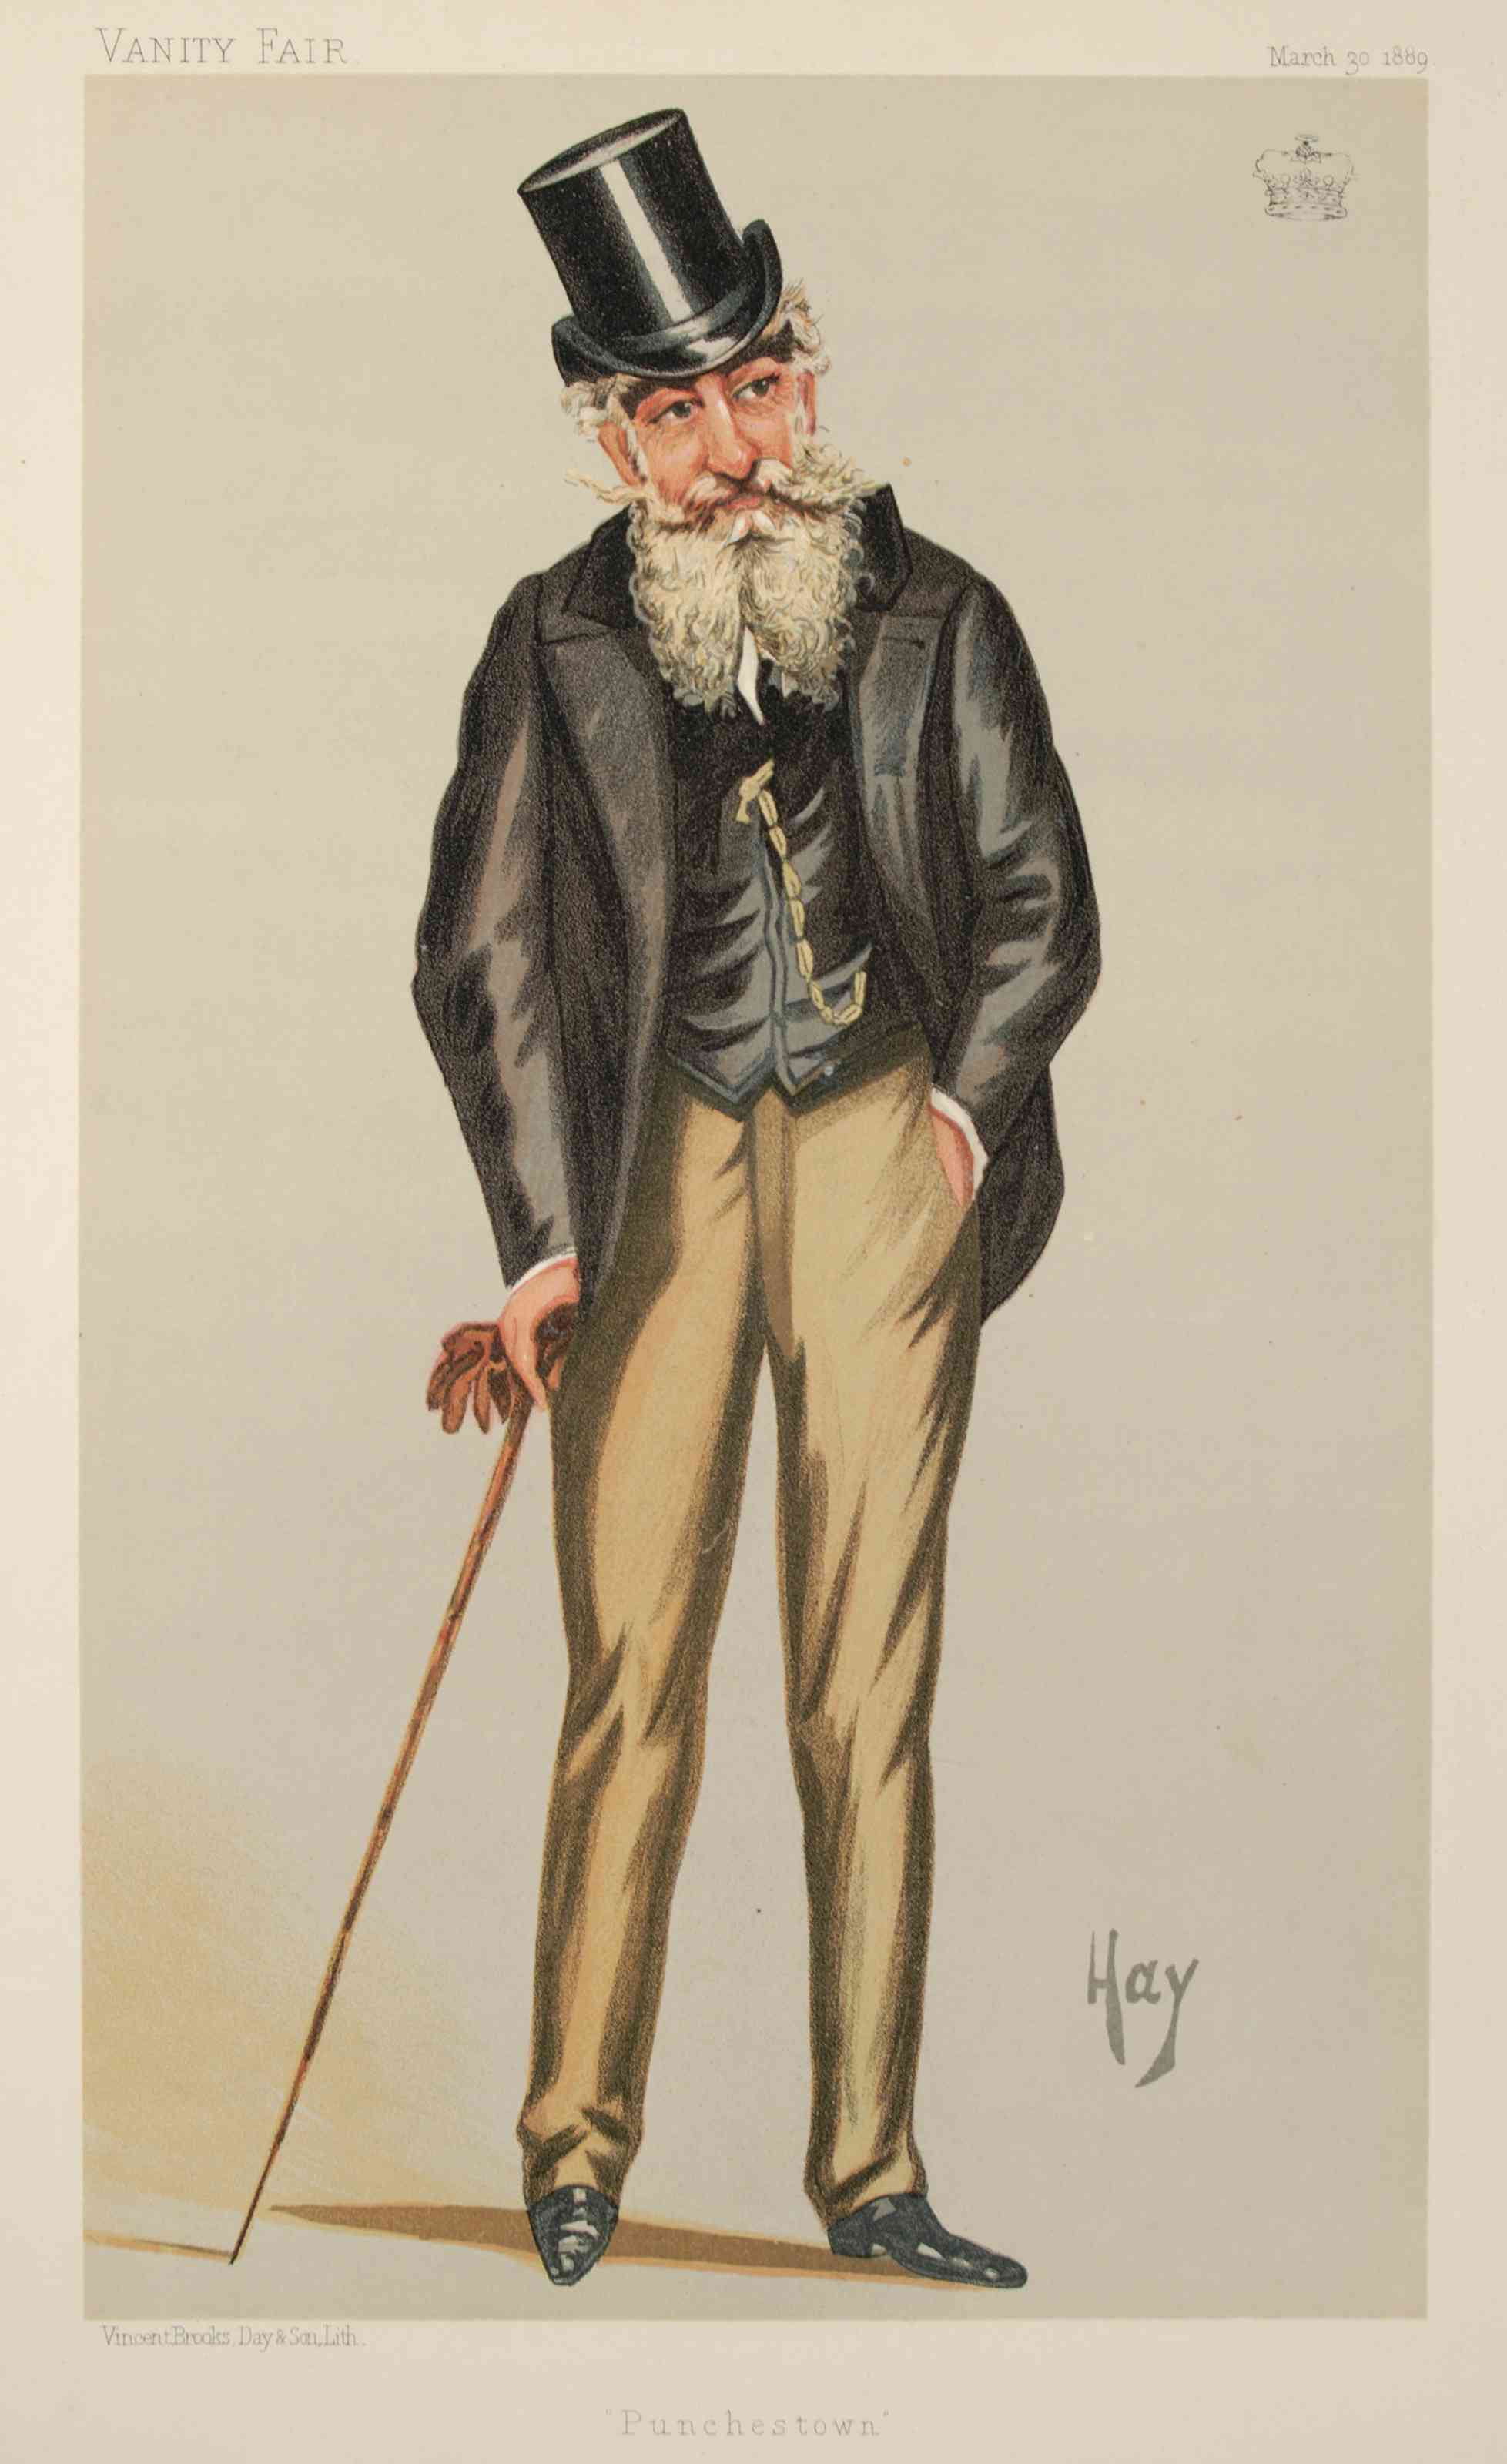 VANITY FAIR
March 30 1889.
Hay
Vincent Brooks, Day & Son, Lith.
"Punchestown"